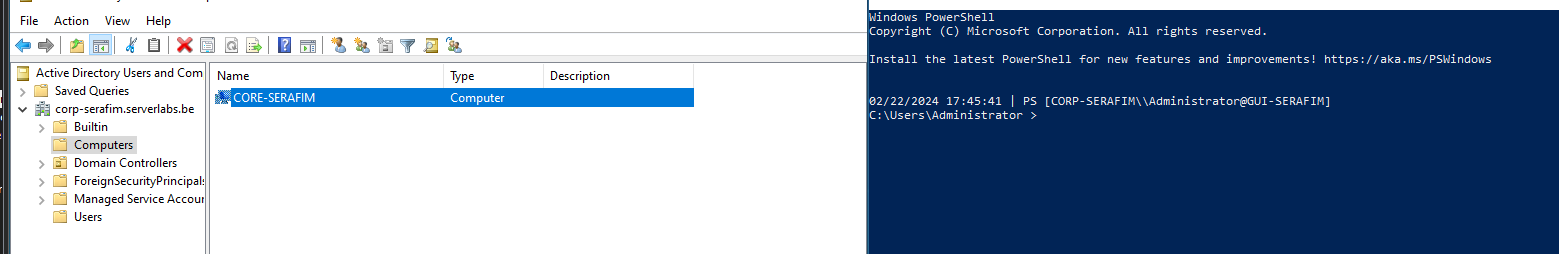 File Action View Help
Active Directory Users and Com
Saved Queries
corp-serafim.serverlabs.be
Builtin
Computers
Domain Controllers
ForeignSecurityPrincipals
Managed Service Accour
Users
Name Type Description
CORE-SERAFIM Computer
Windows PowerShell
Copyright (C) Microsoft Corporation. All rights reserved.
Install the latest PowerShell for new features and improvements! https://aka.ms/PSWindows
02/22/2024 17:45:41 | PS [CORP-SERAFIM\\Administrator@GUI-SERAFIM]
C:\Users\Administrator >